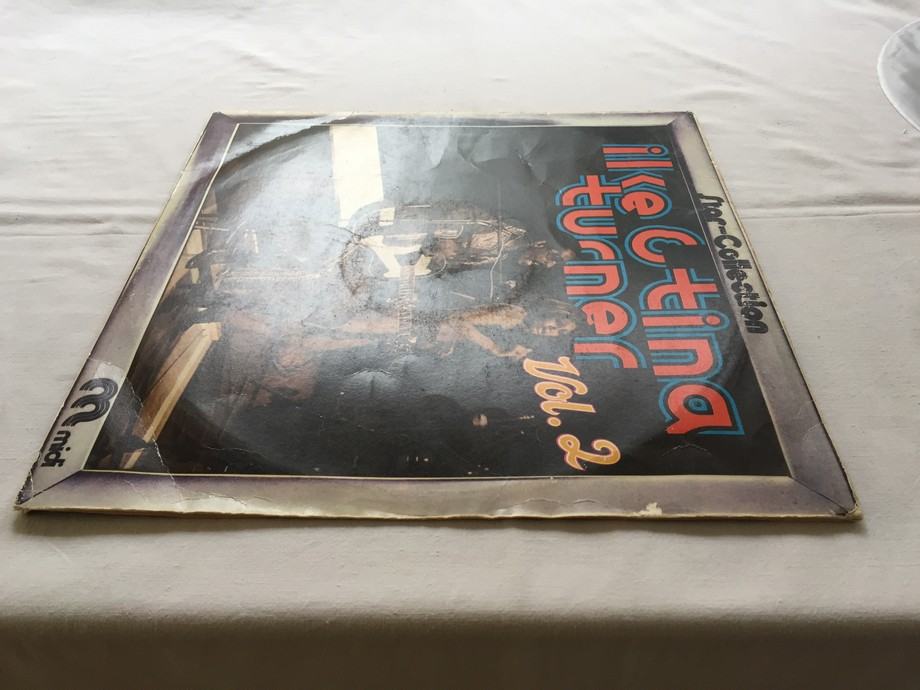 Star-Collection
ike & tina
turner
Vol. 2
midi